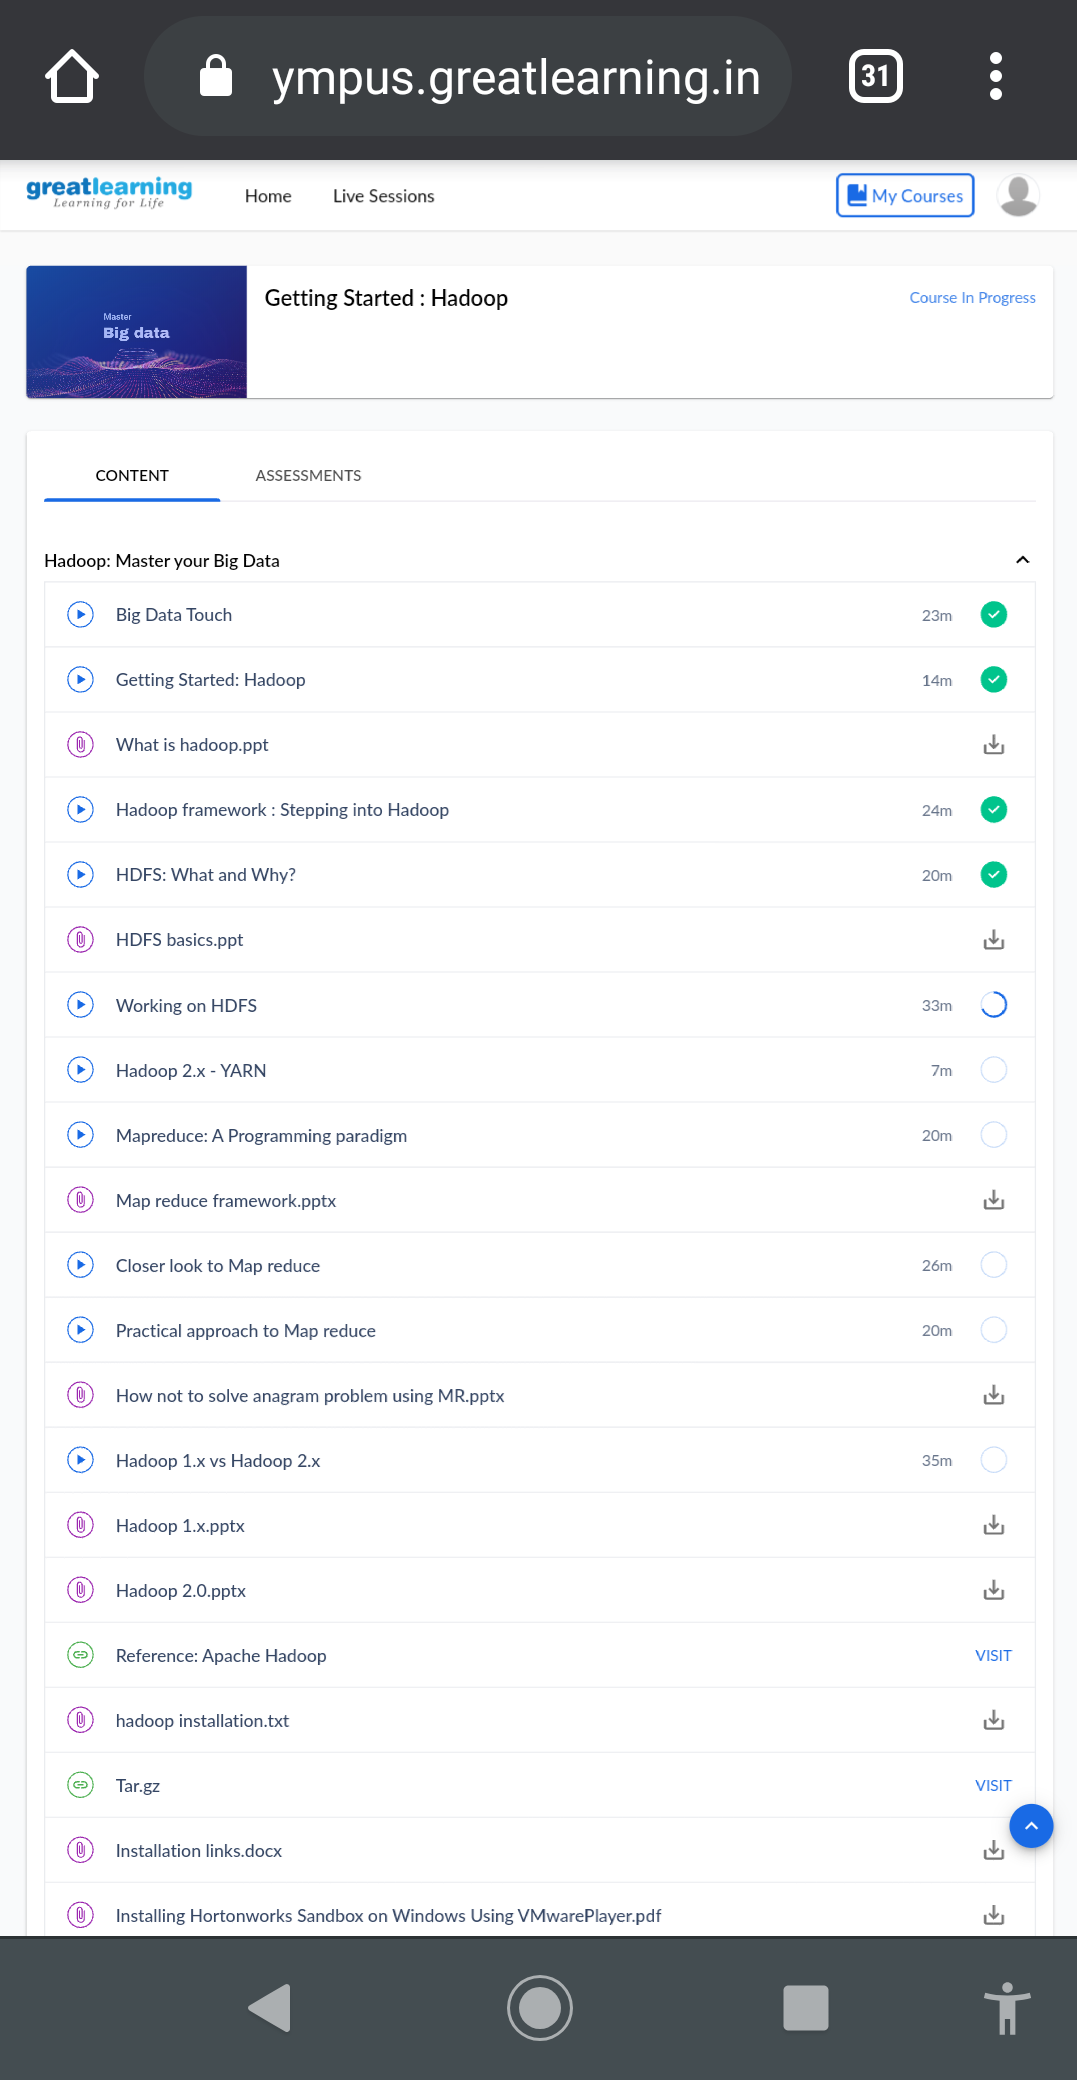 ympus.greatlearning.in
31
greatlearning
Learning for Life
Home
Live Sessions
My Courses
Master
Big data
Getting Started : Hadoop
Course In Progress
CONTENT
ASSESSMENTS
Hadoop: Master your Big Data
Big Data Touch 23m
Getting Started: Hadoop 14m
What is hadoop.ppt
Hadoop framework : Stepping into Hadoop 24m
HDFS: What and Why? 20m
HDFS basics.ppt
Working on HDFS 33m
Hadoop 2.x - YARN 7m
Mapreduce: A Programming paradigm 20m
Map reduce framework.pptx
Closer look to Map reduce 26m
Practical approach to Map reduce 20m
How not to solve anagram problem using MR.pptx
Hadoop 1.x vs Hadoop 2.x 35m
Hadoop 1.x.pptx
Hadoop 2.0.pptx
Reference: Apache Hadoop VISIT
hadoop installation.txt
Tar.gz VISIT
Installation links.docx
Installing Hortonworks Sandbox on Windows Using VMwarePlayer.pdf